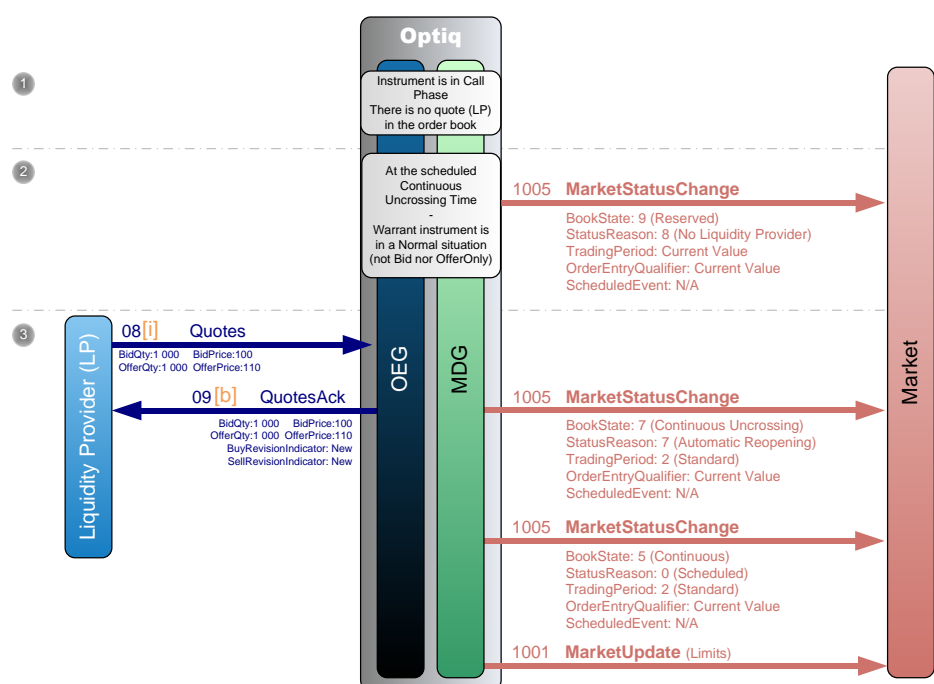 Optiq
1
Instrument is in Call
Phase
There is no quote (LP)
in the order book
2
At the scheduled
Continuous
Uncrossing Time
-
Warrant instrument is
in a Normal situation
(not Bid nor OfferOnly)
1005 MarketStatusChange
BookState: 9 (Reserved)
StatusReason: 8 (No Liquidity Provider)
TradingPeriod: Current Value
OrderEntryQualifier: Current Value
ScheduledEvent: N/A
3
Liquidity Provider (LP)
08[i] Quotes
BidQty:1 000 BidPrice:100
OfferQty:1 000 OfferPrice:110
09[b] QuotesAck
BidQty:1 000 BidPrice:100
OfferQty:1 000 OfferPrice:110
BuyRevisionIndicator: New
SellRevisionIndicator: New
OEG
MDG
1005 MarketStatusChange
BookState: 7 (Continuous Uncrossing)
StatusReason: 7 (Automatic Reopening)
TradingPeriod: 2 (Standard)
OrderEntryQualifier: Current Value
ScheduledEvent: N/A
1005 MarketStatusChange
BookState: 5 (Continuous)
StatusReason: 0 (Scheduled)
TradingPeriod: 2 (Standard)
OrderEntryQualifier: Current Value
ScheduledEvent: N/A
1001 MarketUpdate (Limits)
Market